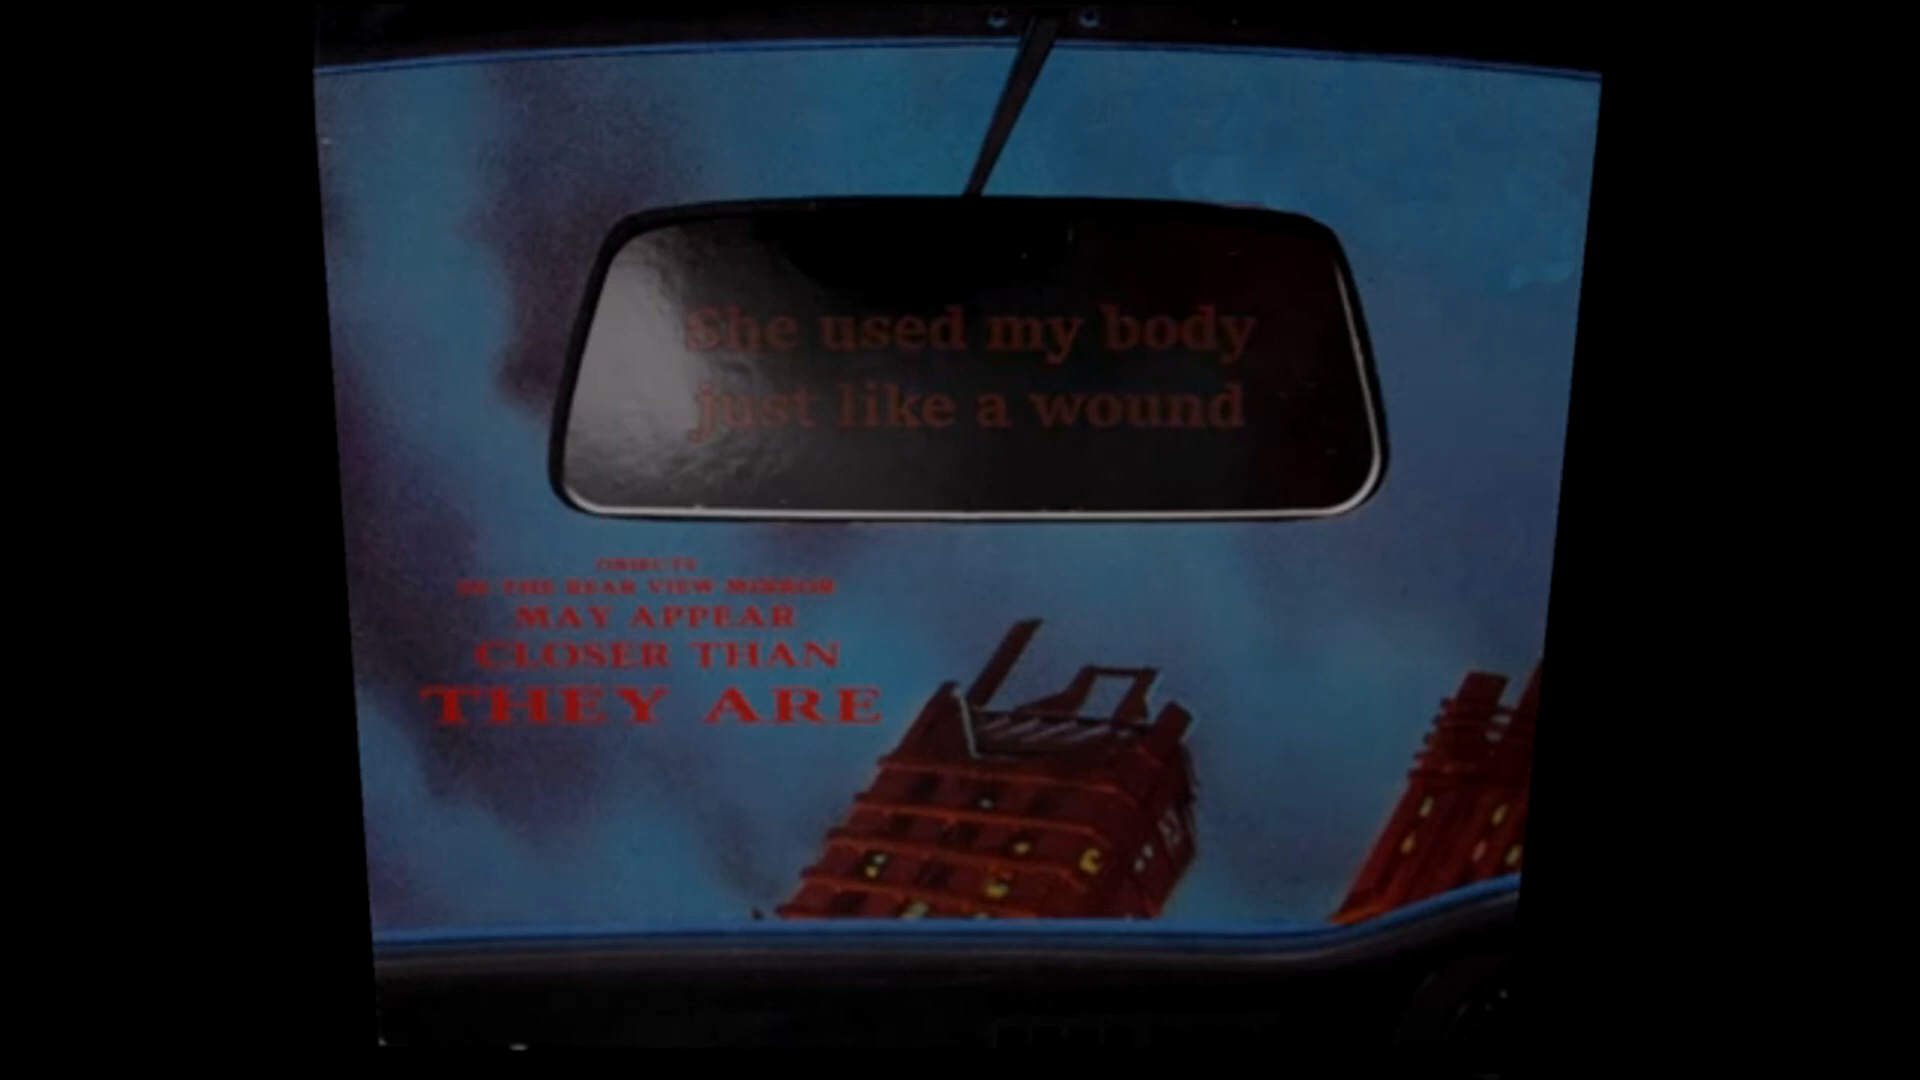 She used my body
just like a wound
OBJECTS
IN THE REAR VIEW MIRROR
MAY APPEAR
CLOSER THAN
THEY ARE